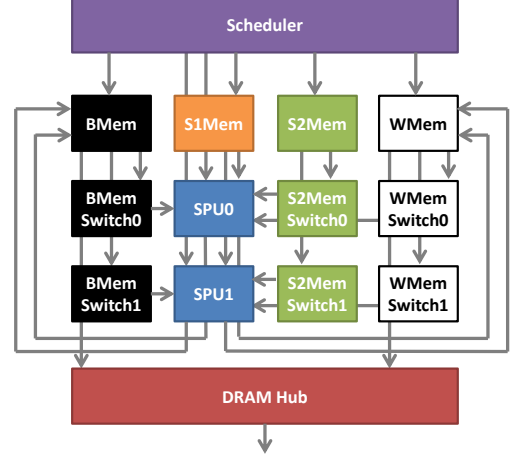 Scheduler
BMem
S1Mem
S2Mem
WMem
BMem
Switch0
SPU0
S2Mem
Switch0
WMem
Switch0
BMem
Switch1
SPU1
S2Mem
Switch1
WMem
Switch1
DRAM Hub